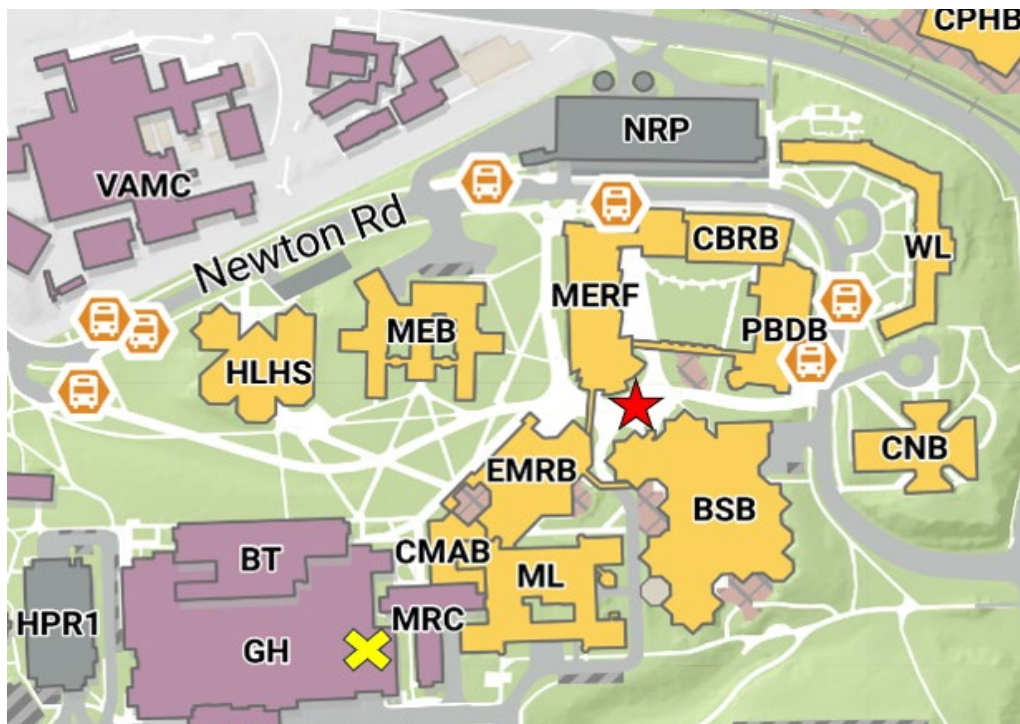 CPHB
NRP
VAMC
Newton Rd
CBRB
WL
MERF
PBDB
MEB
HLHS
CNB
EMRB
BSB
CMAB
BT
ML
HPR1
MRC
GH